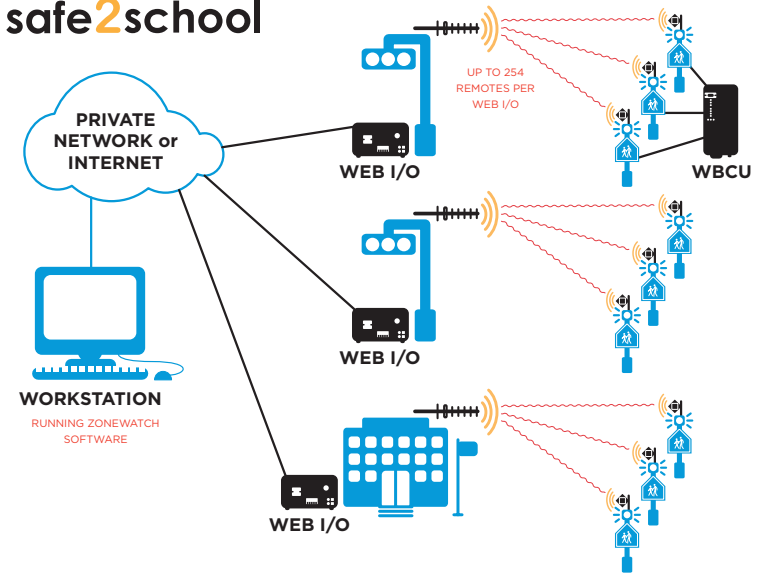 safe2school
UP TO 254
REMOTES PER
WEB I/O
PRIVATE
NETWORK or
INTERNET
WEB I/O
WBCU
WEB I/O
WORKSTATION
RUNNING ZONEWATCH
SOFTWARE
WEB I/O